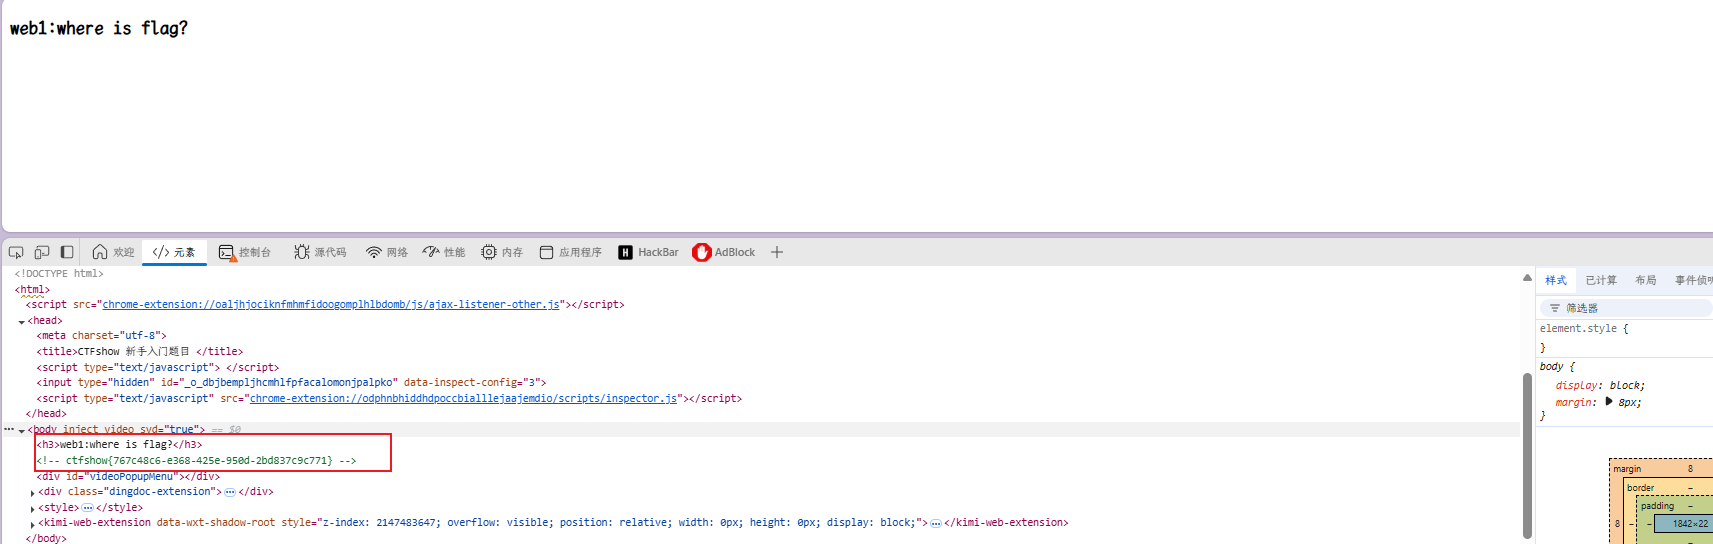 web1:where is flag?
欢迎 </> 元素 控制台 源代码 网络 性能 内存 应用程序 H HackBar AdBlock +
<!DOCTYPE html>
<html>
<script src="chrome-extension://oaljhjociknfmhmfidoogomplhlbdomb/js/ajax-listener-other.js"></script>
<head>
<meta charset="utf-8">
<title>CTFshow 新手入门题目 </title>
<script type="text/javascript"> </script>
<input type="hidden" id="_o_dbjbempljhcmhlfpfacalomonjpalpko" data-inspect-config="3">
<script type="text/javascript" src="chrome-extension://odphnbhiddhdpoccbialllejaajemdio/scripts/inspector.js"></script>
</head>
<body inject_video_svd="true"> == $0
<h3>web1:where is flag?</h3>
<!-- ctfshow{767c48c6-e368-425e-950d-2bd837c9c771} -->
<div id="videoPopupMenu"></div>
<div class="dingdoc-extension">…</div>
<style>…</style>
<kimi-web-extension data-wxt-shadow-root style="z-index: 2147483647; overflow: visible; position: relative; width: 0px; height: 0px; display: block;">…</kimi-web-extension>
</body>
样式 已计算 布局 事件侦听
筛选器
element.style {
}
body {
display: block;
margin: 8px;
}
margin 8
border –
padding –
8 – – 1842×22